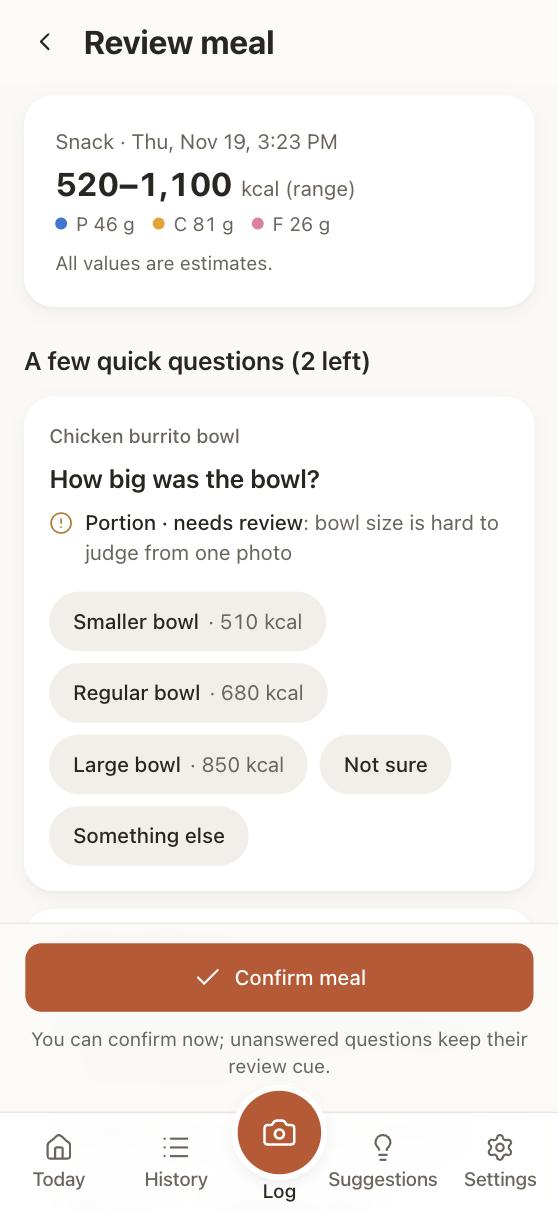 Review meal
Snack · Thu, Nov 19, 3:23 PM
520–1,100 kcal (range)
P 46 g C 81 g F 26 g
All values are estimates.
A few quick questions (2 left)
Chicken burrito bowl
How big was the bowl?
Portion · needs review: bowl size is hard to
judge from one photo
Smaller bowl · 510 kcal
Regular bowl · 680 kcal
Large bowl · 850 kcal Not sure
Something else
Confirm meal
You can confirm now; unanswered questions keep their
review cue.
Today History Log Suggestions Settings